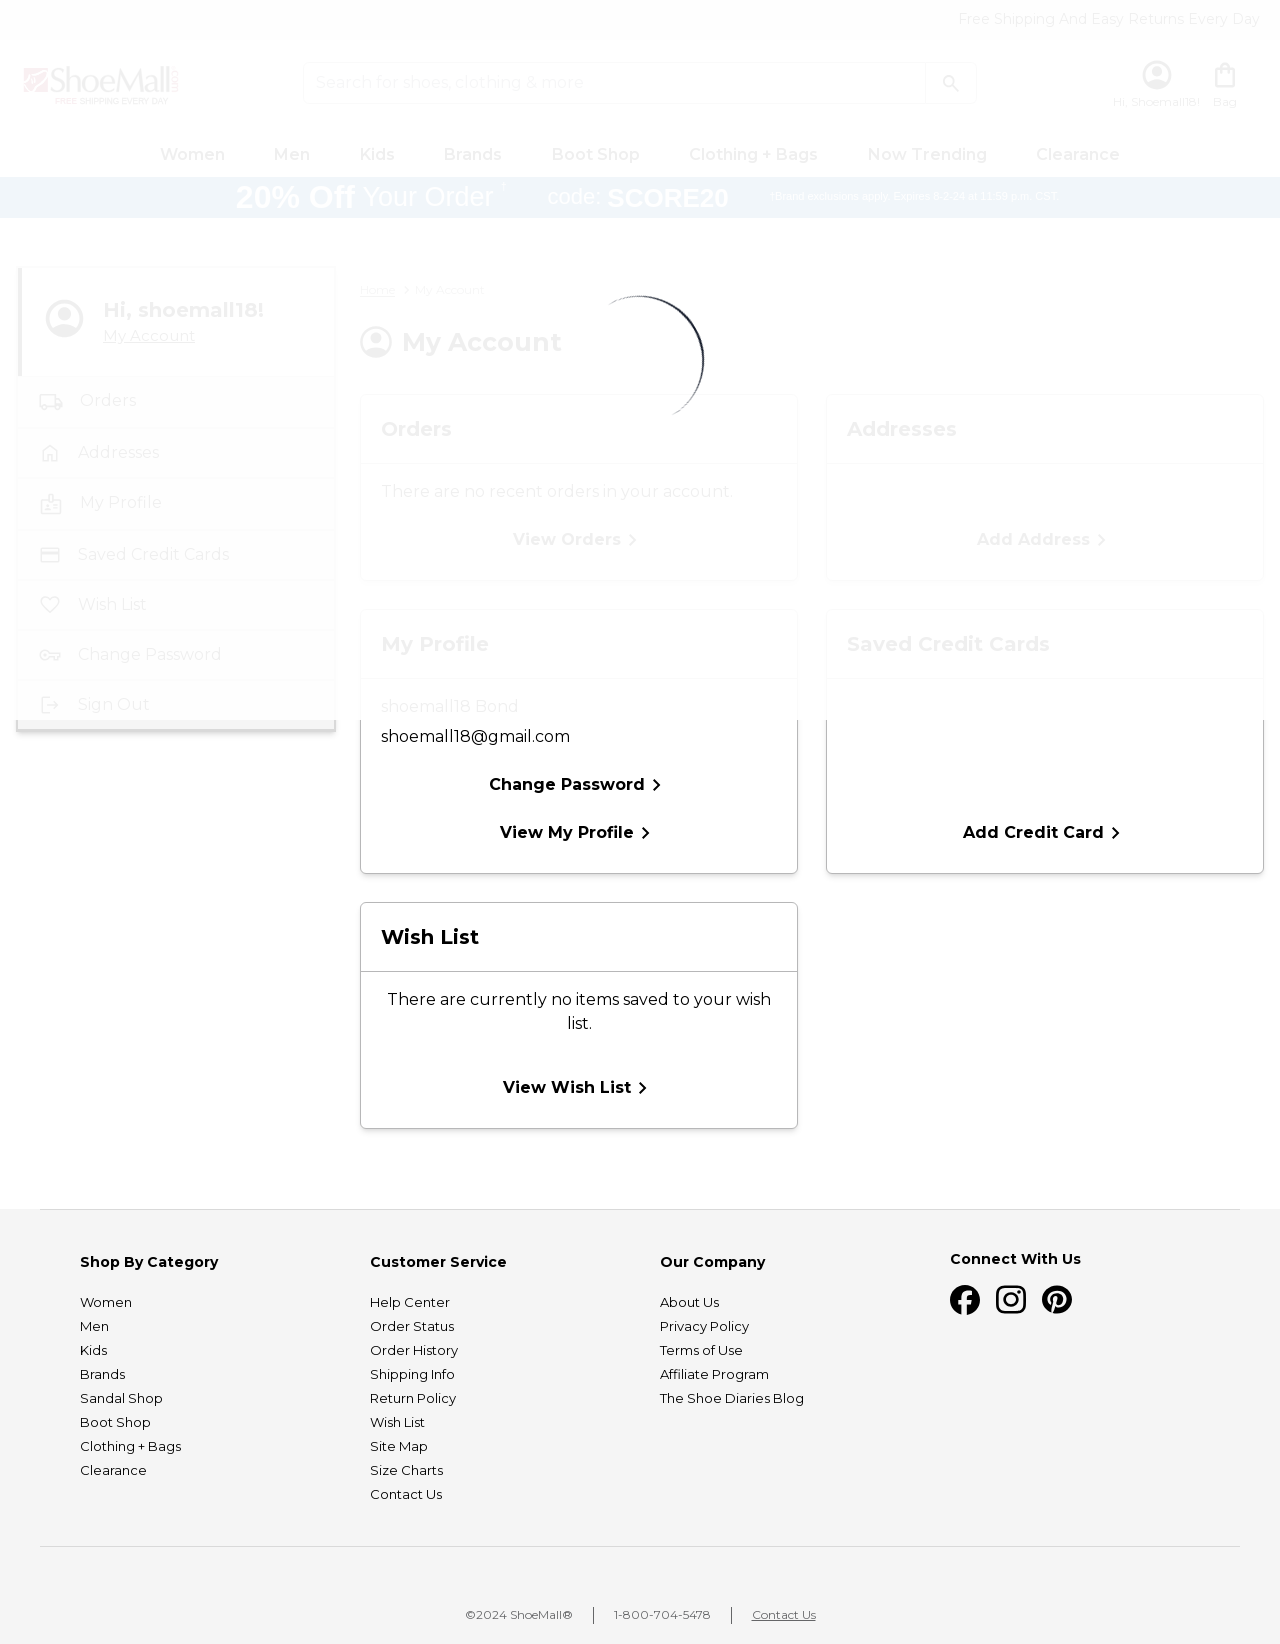 Free Shipping And Easy Returns Every Day
ShoeMall
FREE SHIPPING EVERY DAY
Search for shoes, clothing & more
Hi, Shoemall18!
Bag
Women Men Kids Brands Boot Shop Clothing + Bags Now Trending Clearance
20% Off Your Order† code: SCORE20 †Brand exclusions apply. Expires 6-2-24 at 11:59 p.m. CST.
Hi, shoemall18!
My Account
Orders
Addresses
My Profile
Saved Credit Cards
Wish List
Change Password
Sign Out
Home › My Account
My Account
Orders
There are no recent orders in your account.
View Orders
Addresses
Add Address
My Profile
shoemall18 Bond
shoemall18@gmail.com
Change Password
View My Profile
Saved Credit Cards
Add Credit Card
Wish List
There are currently no items saved to your wish
list.
View Wish List
Shop By Category
Women
Men
Kids
Brands
Sandal Shop
Boot Shop
Clothing + Bags
Clearance
Customer Service
Help Center
Order Status
Order History
Shipping Info
Return Policy
Wish List
Site Map
Size Charts
Contact Us
Our Company
About Us
Privacy Policy
Terms of Use
Affiliate Program
The Shoe Diaries Blog
Connect With Us
©2024 ShoeMall® | 1-800-704-5478 | Contact Us